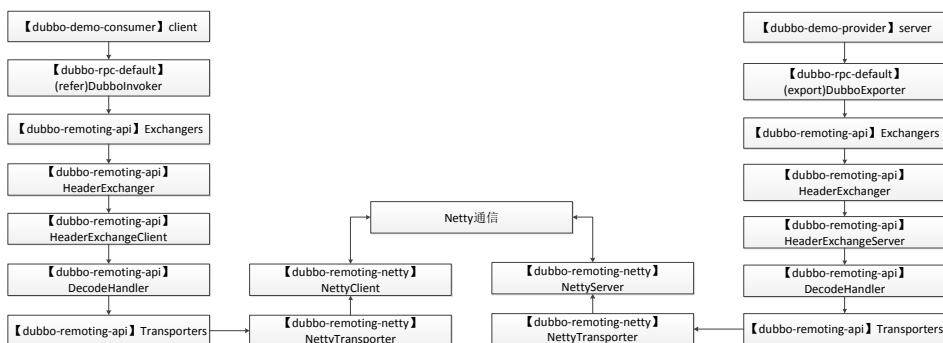 【dubbo-demo-consumer】client
【dubbo-rpc-default】
(refer)DubboInvoker
【dubbo-remoting-api】Exchangers
【dubbo-remoting-api】
HeaderExchanger
【dubbo-remoting-api】
HeaderExchangeClient
【dubbo-remoting-api】
DecodeHandler
【dubbo-remoting-api】Transporters
【dubbo-remoting-netty】
NettyClient
【dubbo-remoting-netty】
NettyTransporter
Netty通信
【dubbo-remoting-netty】
NettyServer
【dubbo-remoting-netty】
NettyTransporter
【dubbo-demo-provider】server
【dubbo-rpc-default】
(export)DubboExporter
【dubbo-remoting-api】Exchangers
【dubbo-remoting-api】
HeaderExchanger
【dubbo-remoting-api】
HeaderExchangeServer
【dubbo-remoting-api】
DecodeHandler
【dubbo-remoting-api】Transporters